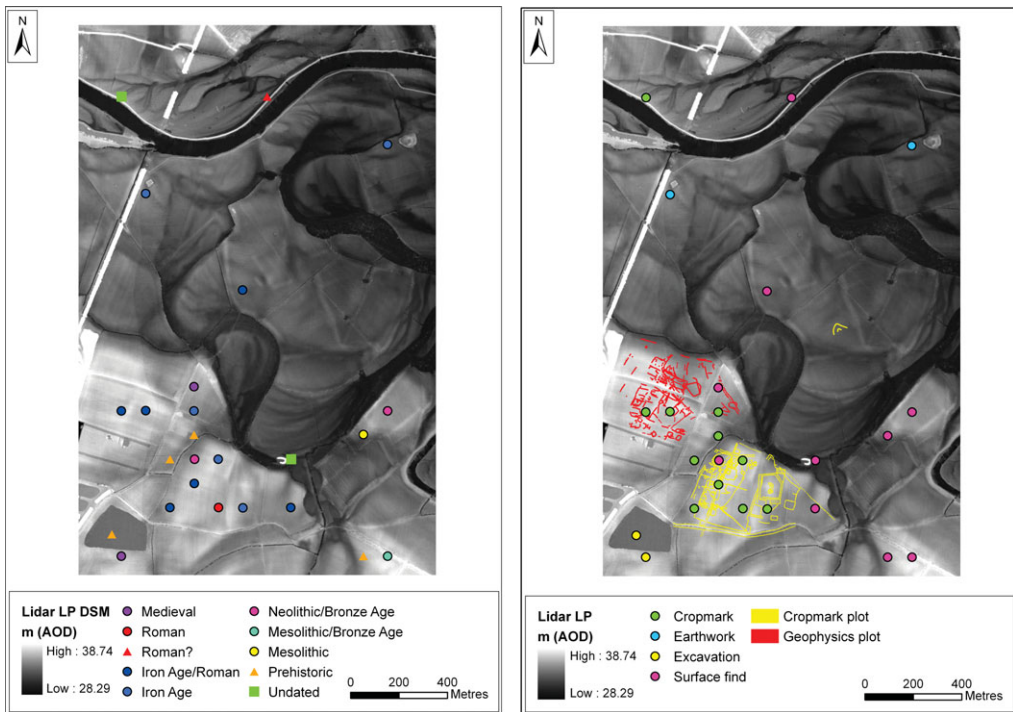 N
Lidar LP DSM
m (AOD)
High : 38.74
Low : 28.29
Medieval
Roman
Roman?
Iron Age/Roman
Iron Age
Neolithic/Bronze Age
Mesolithic/Bronze Age
Mesolithic
Prehistoric
Undated
0 200 400
Metres
N
Lidar LP
m (AOD)
High : 38.74
Low : 28.29
Cropmark
Earthwork
Excavation
Surface find
Cropmark plot
Geophysics plot
0 200 400
Metres